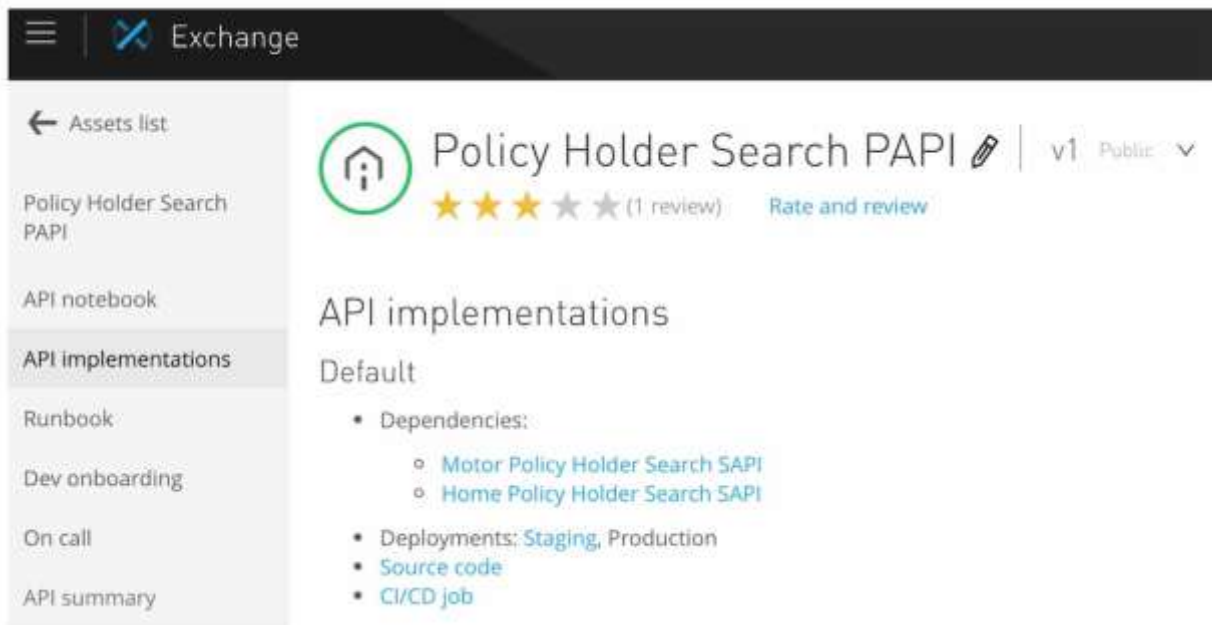 Exchange
Assets list
Policy Holder Search
PAPI
API notebook
API implementations
Runbook
Dev onboarding
On call
API summary
Policy Holder Search PAPI v1 Public
(1 review) Rate and review
API implementations
Default
• Dependencies:
◦ Motor Policy Holder Search SAPI
◦ Home Policy Holder Search SAPI
• Deployments: Staging, Production
• Source code
• CI/CD job